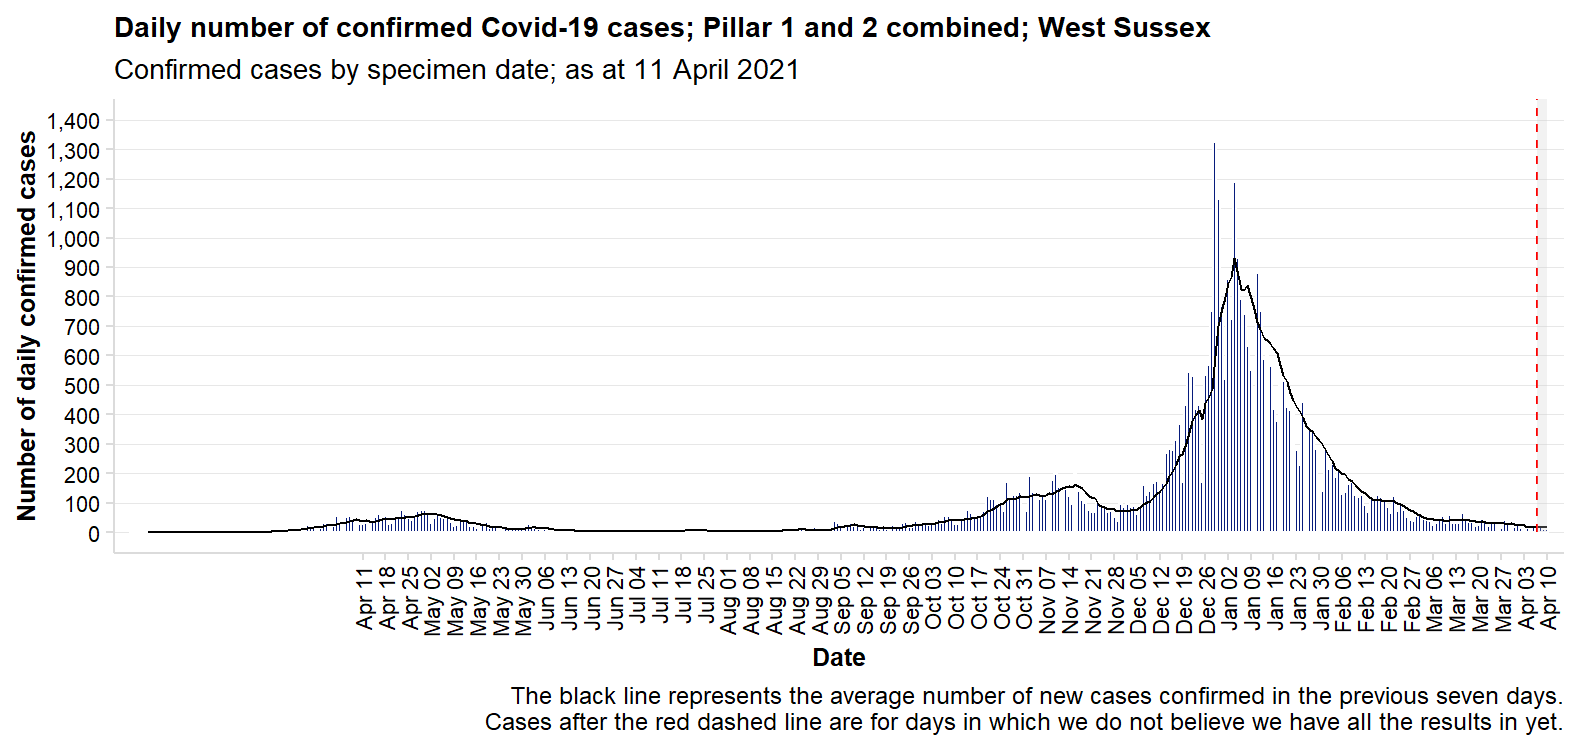 Daily number of confirmed Covid-19 cases; Pillar 1 and 2 combined; West Sussex
Confirmed cases by specimen date; as at 11 April 2021
Number of daily confirmed cases
1,400
1,300
1,200
1,100
1,000
900
800
700
600
500
400
300
200
100
0
Apr 11
Apr 18
Apr 25
May 02
May 09
May 16
May 23
May 30
Jun 06
Jun 13
Jun 20
Jun 27
Jul 04
Jul 11
Jul 18
Jul 25
Aug 01
Aug 08
Aug 15
Aug 22
Aug 29
Sep 05
Sep 12
Sep 19
Sep 26
Oct 03
Oct 10
Oct 17
Oct 24
Oct 31
Nov 07
Nov 14
Nov 21
Nov 28
Dec 05
Dec 12
Dec 19
Dec 26
Jan 02
Jan 09
Jan 16
Jan 23
Jan 30
Feb 06
Feb 13
Feb 20
Feb 27
Mar 06
Mar 13
Mar 20
Mar 27
Apr 03
Apr 10
Date
The black line represents the average number of new cases confirmed in the previous seven days.
Cases after the red dashed line are for days in which we do not believe we have all the results in yet.